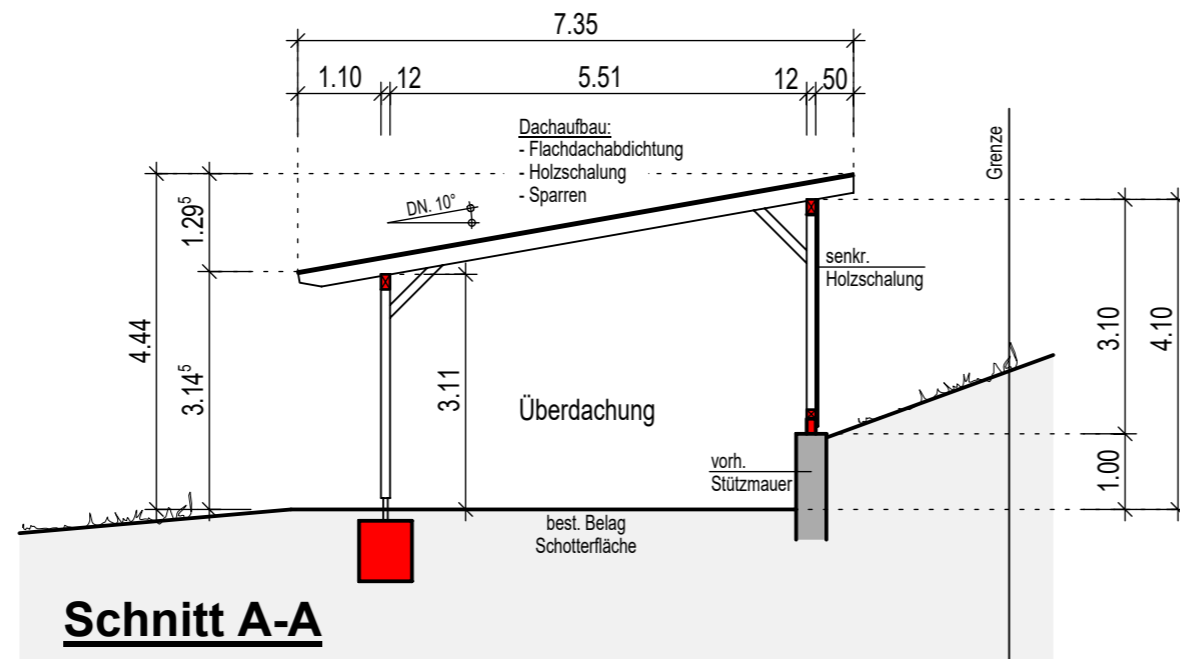 7.35
1.10 12 5.51 12 50
Dachaufbau:
- Flachdachabdichtung
- Holzschalung
- Sparren
Grenze
DN. 10°
1.29⁵
4.44
3.14⁵
3.11
senkr.
Holzschalung
3.10
4.10
Überdachung
vorh.
Stützmauer
1.00
best. Belag
Schotterfläche
Schnitt A-A